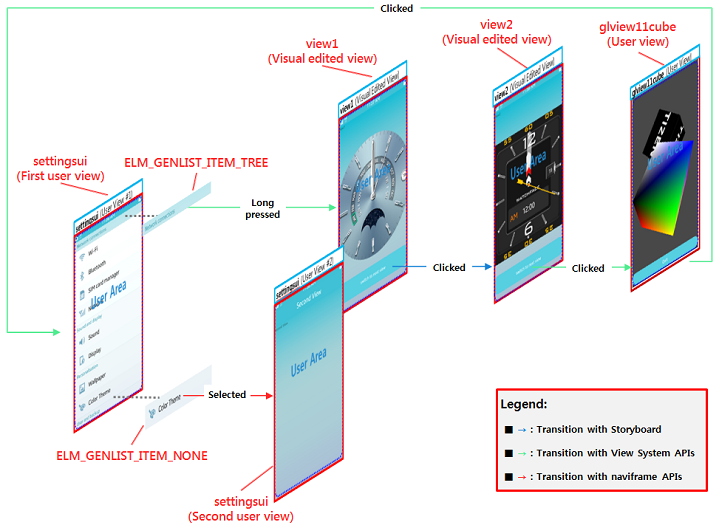 Clicked
view1
(Visual edited view)
view2
(Visual edited view)
glview11cube
(User view)
view2 (Visual Edited View)
view2 (Visual Edited View)
glview11cube (User View)
settingsui
(First user view)
ELM_GENLIST_ITEM_TREE
settingsui (User View #1)
Long
pressed
User Area
User Area
12
6
AM 12:00
TIZEN
Wi-Fi
Bluetooth
SIM card manager
User Area
Sound
Display
Wallpaper
Color Theme
Clicked
Clicked
settingsui (User View #2)
Second View
User Area
Selected
Color Theme
ELM_GENLIST_ITEM_NONE
settingsui
(Second user view)
Legend:
■ → : Transition with Storyboard
■ → : Transition with View System APIs
■ → : Transition with naviframe APIs